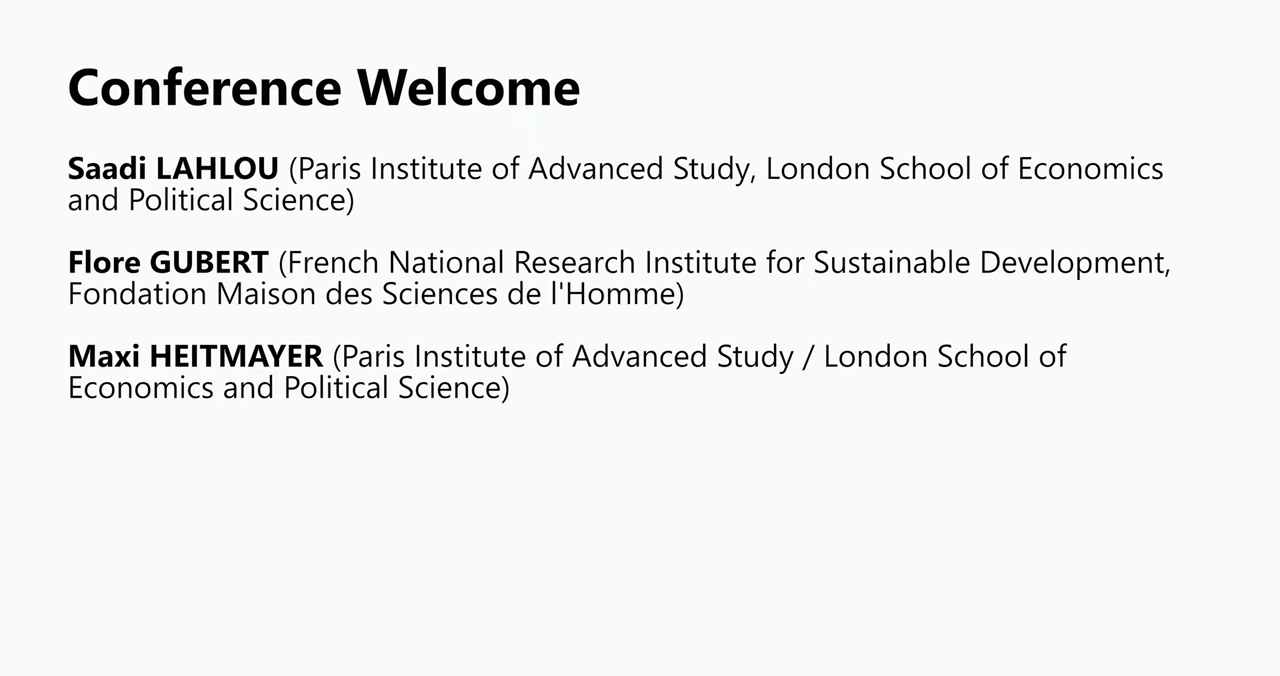 Conference Welcome
Saadi LAHLOU (Paris Institute of Advanced Study, London School of Economics
and Political Science)
Flore GUBERT (French National Research Institute for Sustainable Development,
Fondation Maison des Sciences de l'Homme)
Maxi HEITMAYER (Paris Institute of Advanced Study / London School of
Economics and Political Science)